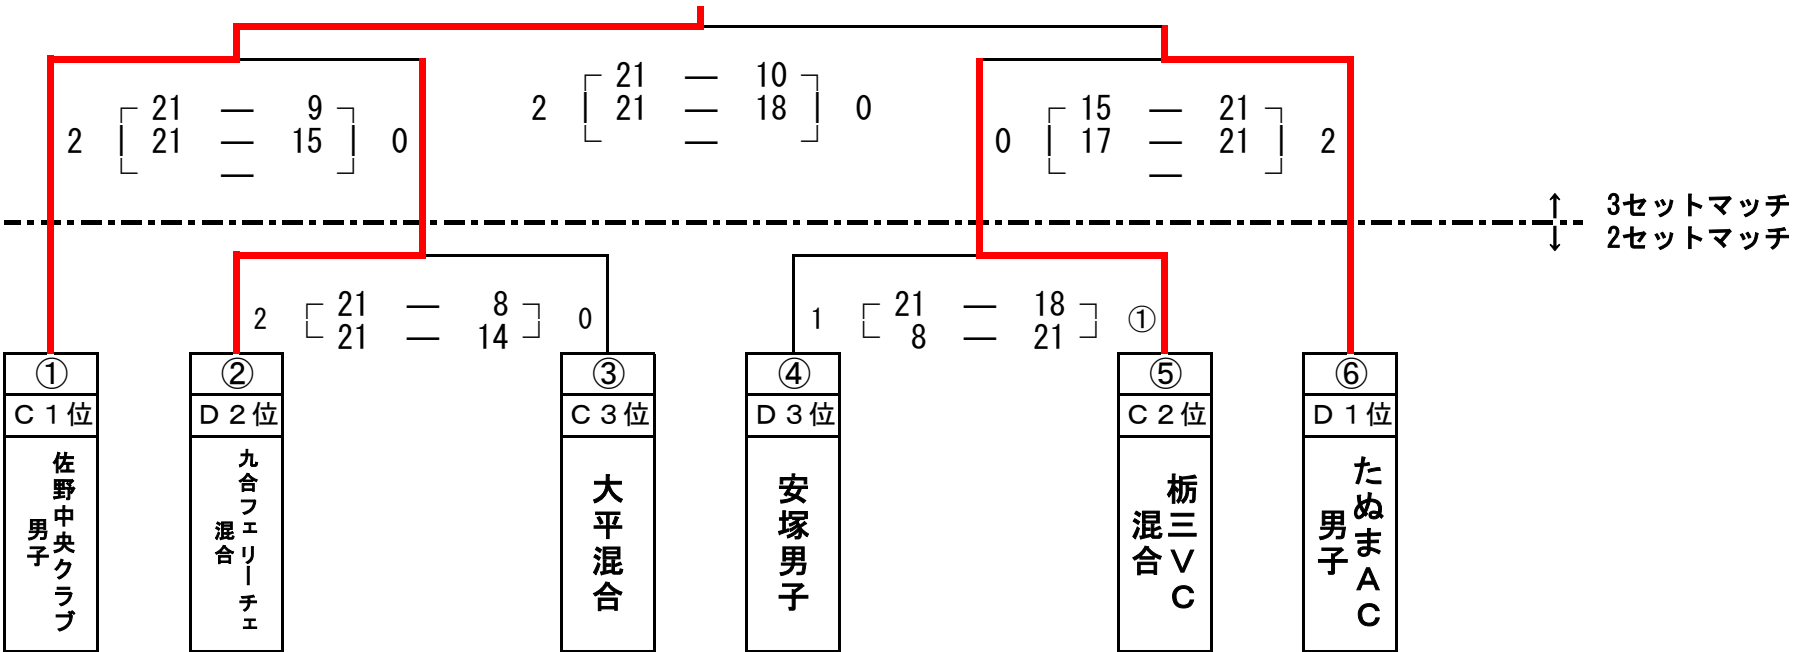 21 — 10
2 21 — 18 0
—
21 — 9
2 21 — 15 0
—
15 — 21
0 17 — 21 2
—
↑ 3セットマッチ
↓ 2セットマッチ
21 — 8
2 0
21 — 14
21 — 18
1 ①
8 — 21
① ② ③ ④ ⑤ ⑥
C1位 D2位 C3位 D3位 C2位 D1位
佐野中央クラブ
男子
九合フェリーチェ
混合
大平混合
安塚男子
栃三VC
混合
たぬまAC
男子